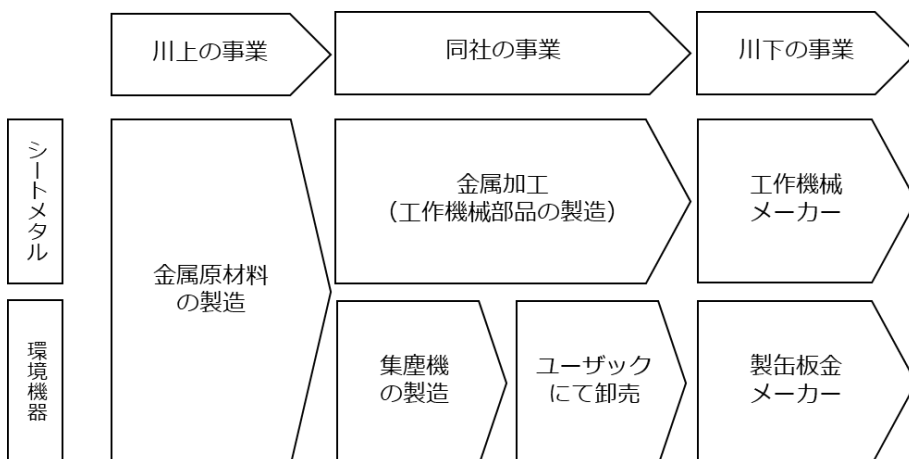 川上の事業
同社の事業
川下の事業
シートメタル
金属原材料
の製造
金属加工
（工作機械部品の製造）
工作機械
メーカー
環境機器
集塵機
の製造
ユーザック
にて卸売
製缶板金
メーカー